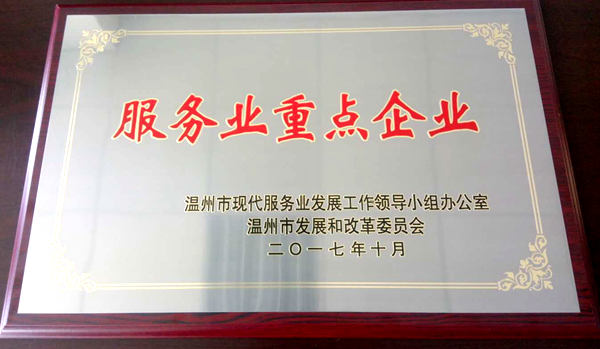 服务业重点企业
温州市现代服务业发展工作领导小组办公室
温州市发展和改革委员会
二〇一七年十月